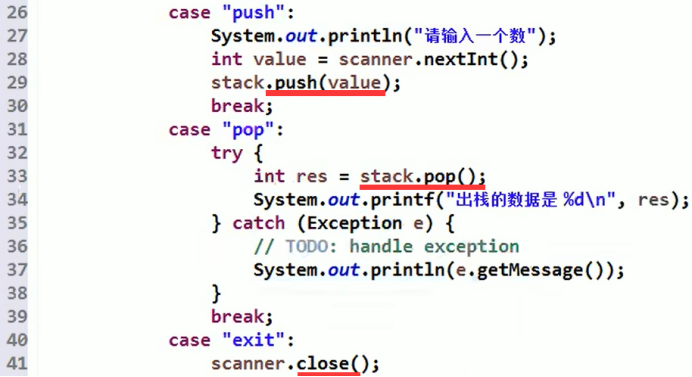 26 case "push":
27 System.out.println("请输入一个数");
28 int value = scanner.nextInt();
29 stack.push(value);
30 break;
31 case "pop":
32 try {
33 int res = stack.pop();
34 System.out.printf("出栈的数据是 %d\n", res);
35 } catch (Exception e) {
36 // TODO: handle exception
37 System.out.println(e.getMessage());
38 }
39 break;
40 case "exit":
41 scanner.close();